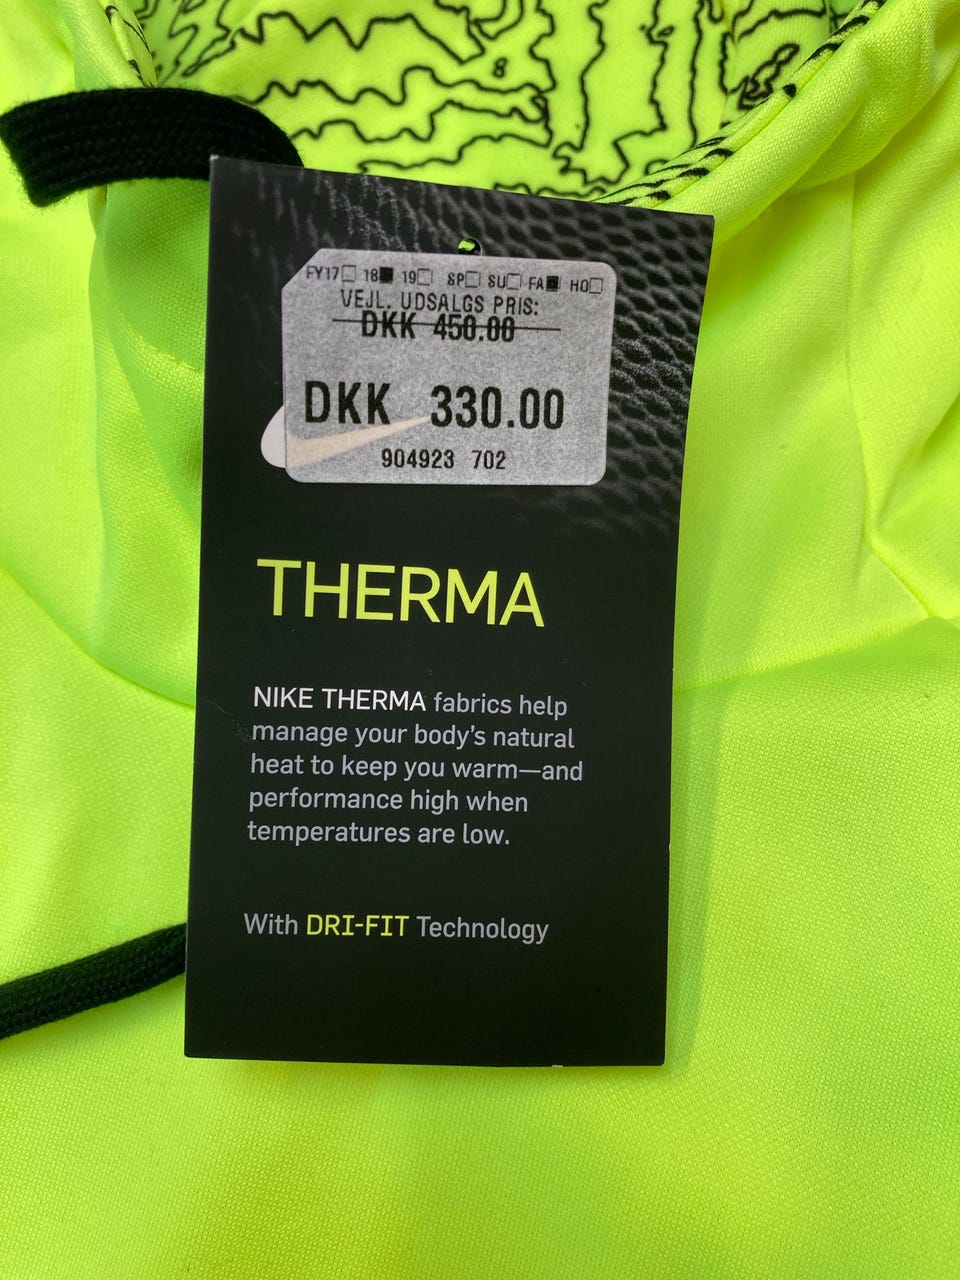 8
FY17☐ 18■ 19☐ SP☐ SU☐ FA■ HO☐
VEJL. UDSALGS PRIS:
DKK 450.00
DKK 330.00
904923 702
THERMA
NIKE THERMA fabrics help
manage your body's natural
heat to keep you warm—and
performance high when
temperatures are low.
With DRI-FIT Technology